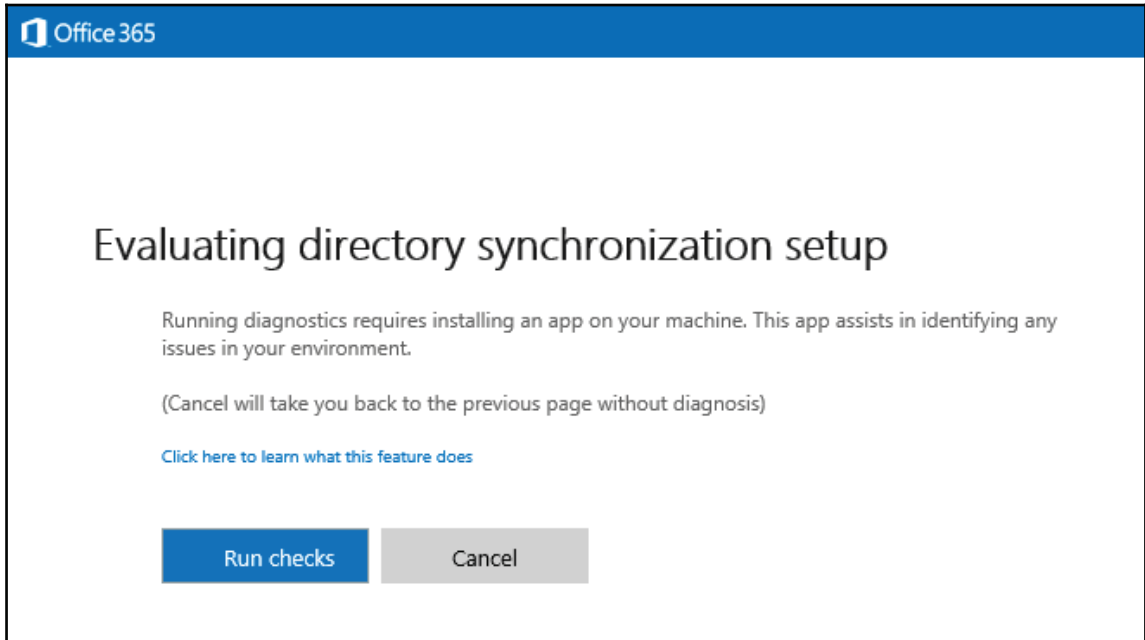 Office 365
Evaluating directory synchronization setup
Running diagnostics requires installing an app on your machine. This app assists in identifying any
issues in your environment.
(Cancel will take you back to the previous page without diagnosis)
Click here to learn what this feature does
Run checks
Cancel